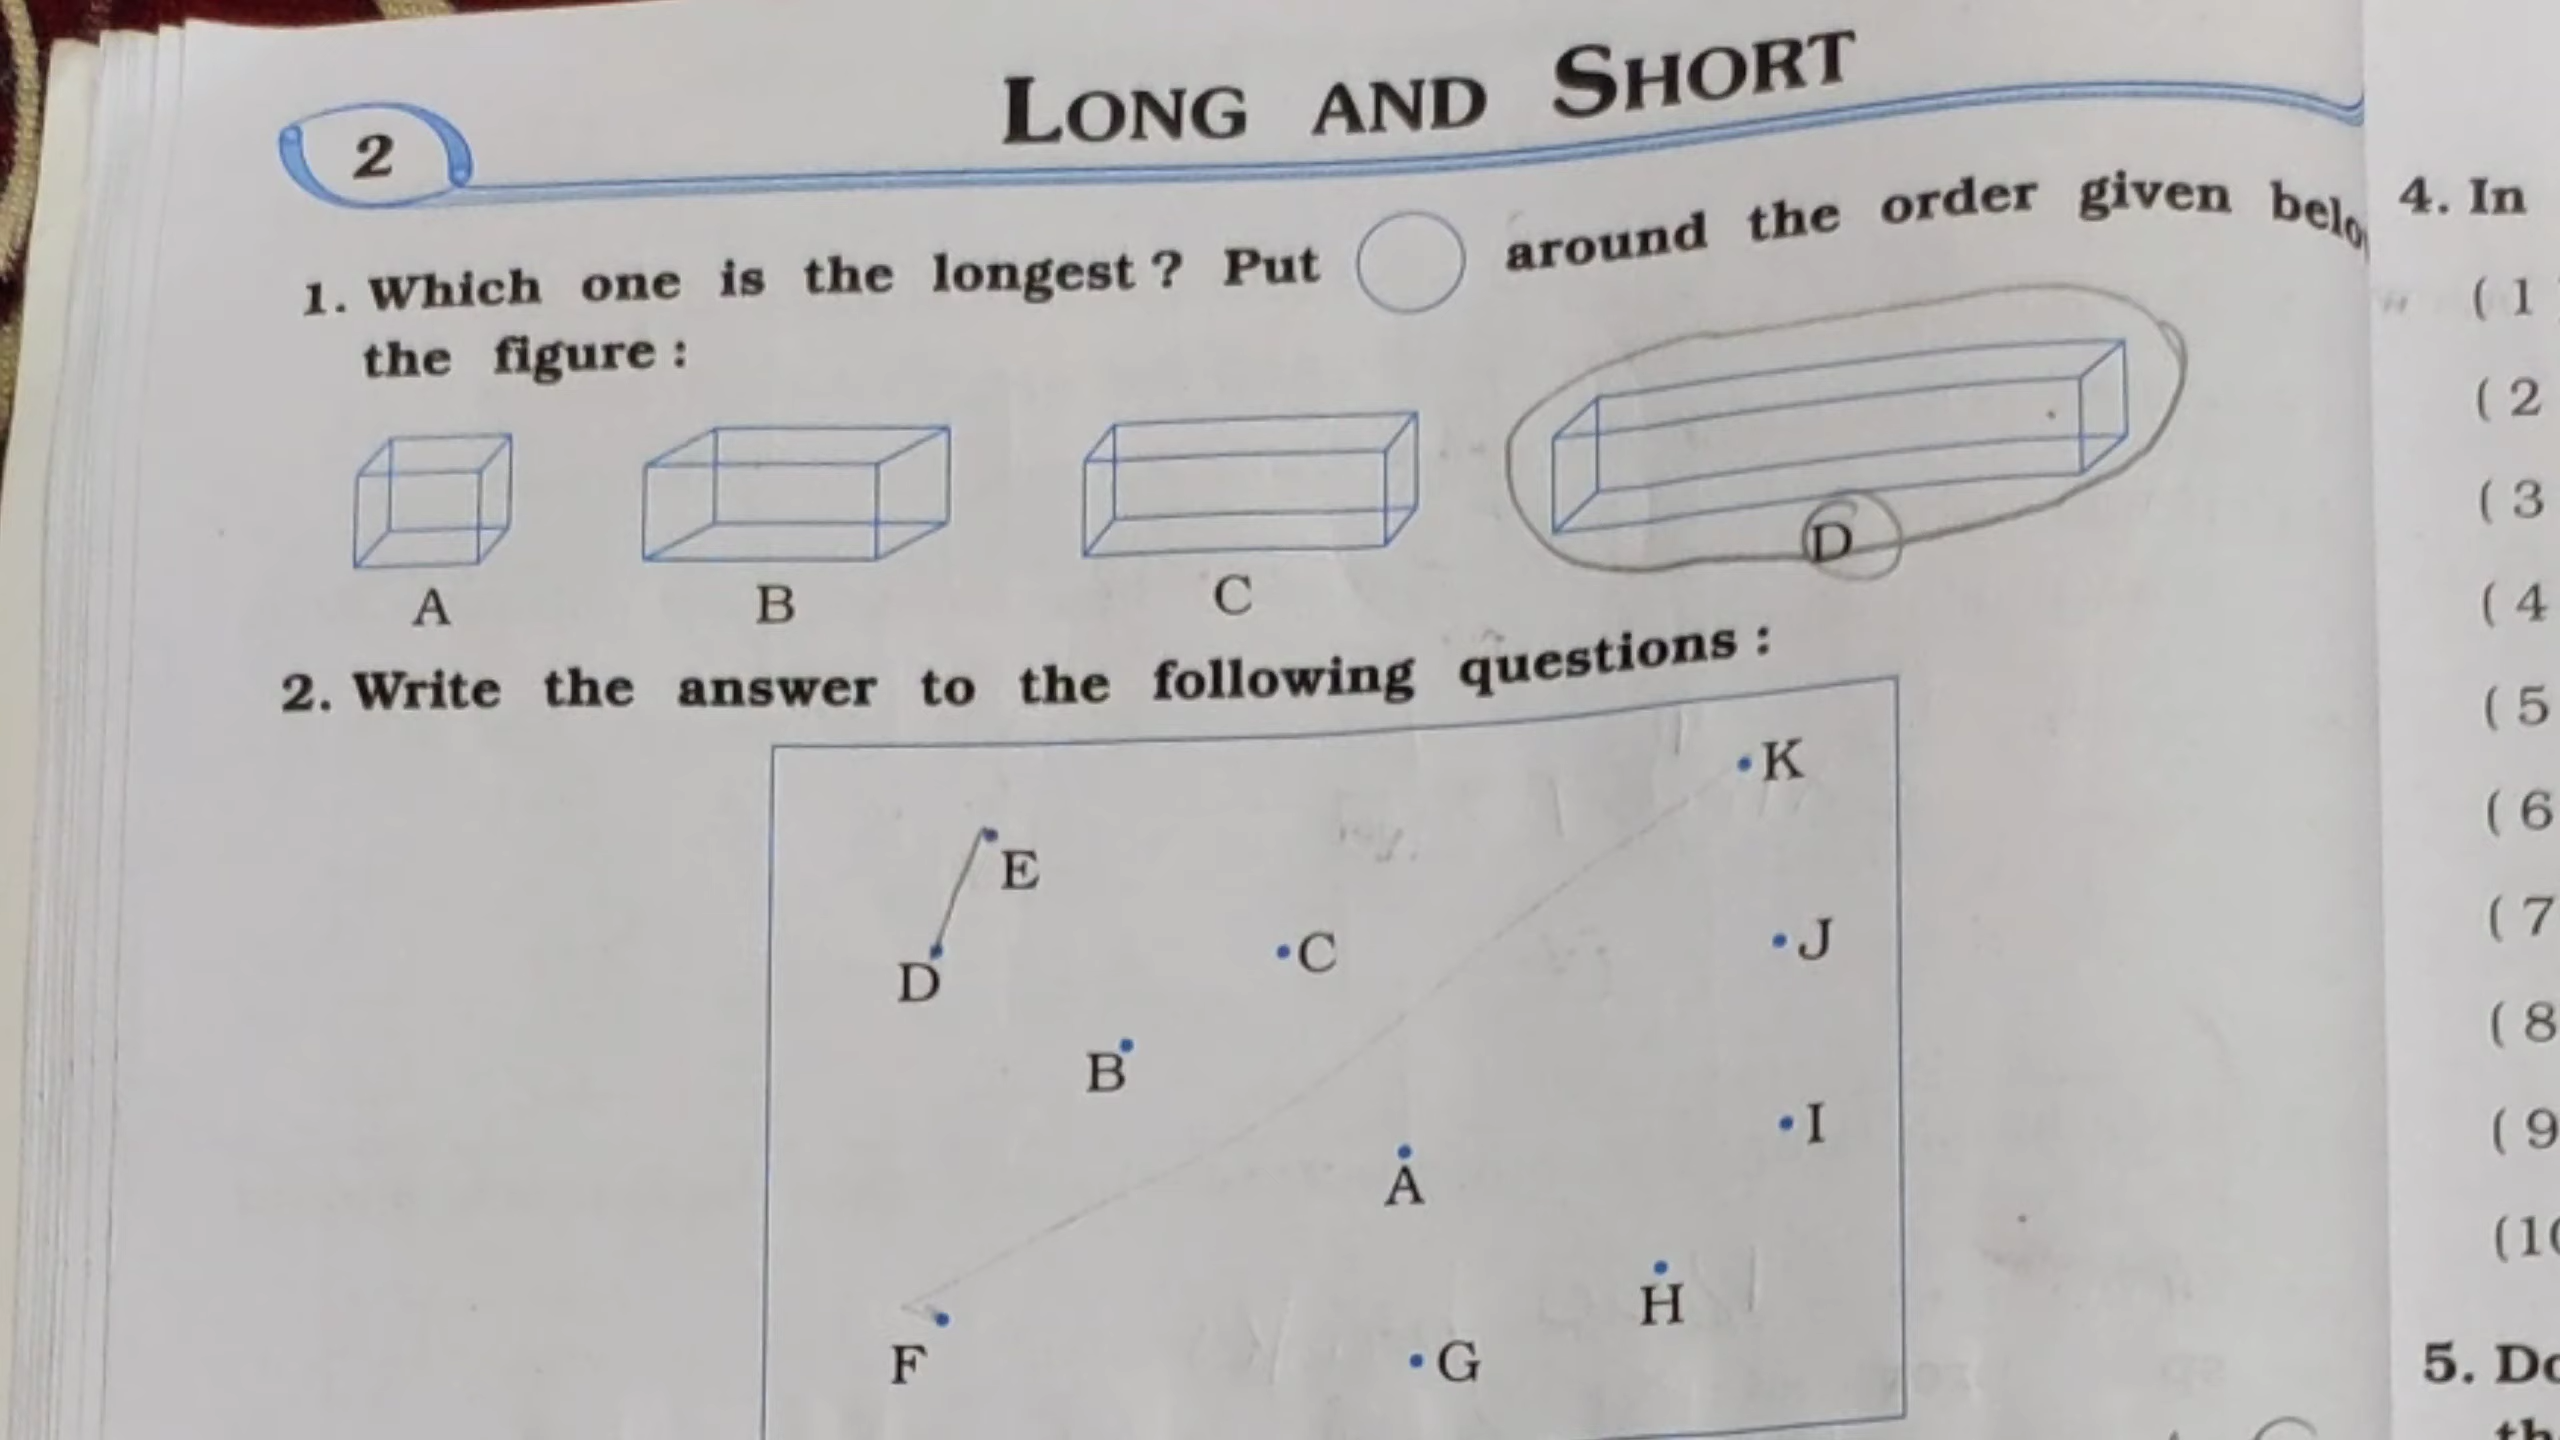 2
LONG AND SHORT
1. Which one is the longest ? Put around the order given
the figure :
A B C D
2. Write the answer to the following questions :
K
E
C
J
D
B
I
A
H
F
G
4. In
( 1
( 2
( 3
( 4
( 5
( 6
( 7
( 8
( 9
5.